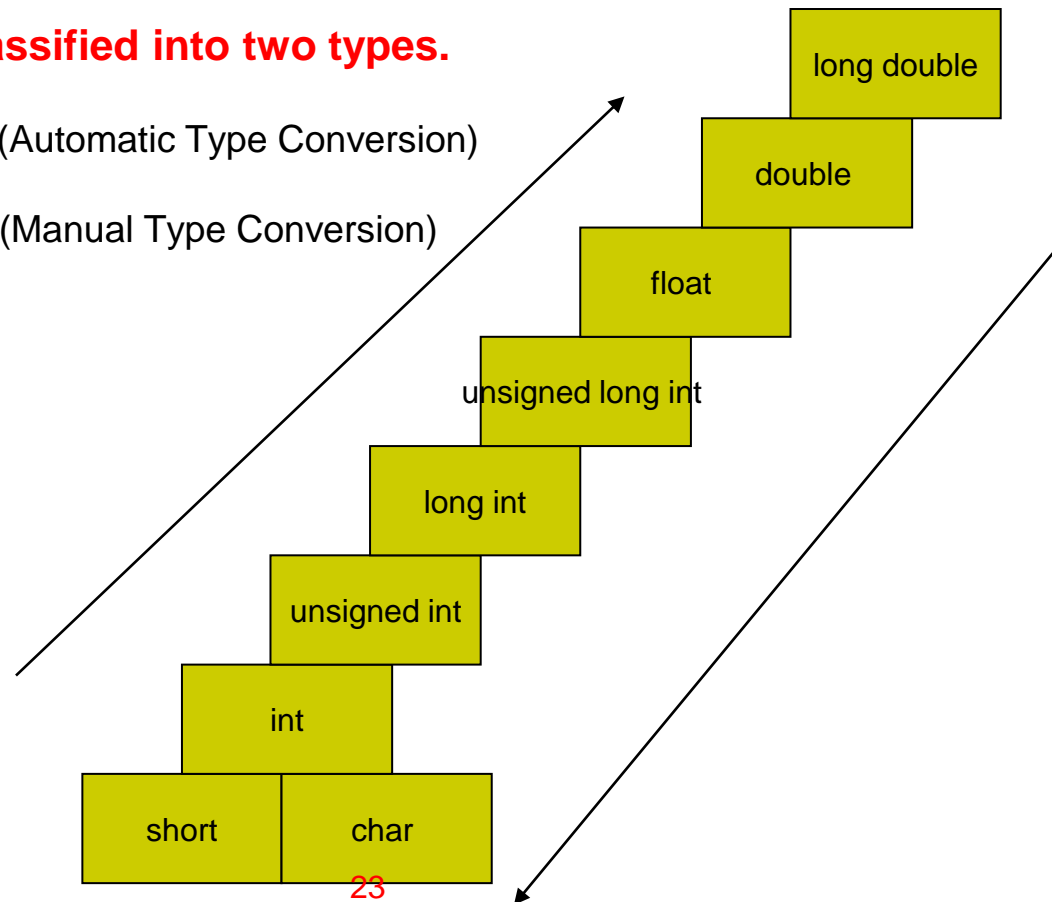 assified into two types.
(Automatic Type Conversion)
(Manual Type Conversion)
long double
double
float
unsigned long int
long int
unsigned int
int
short char
23